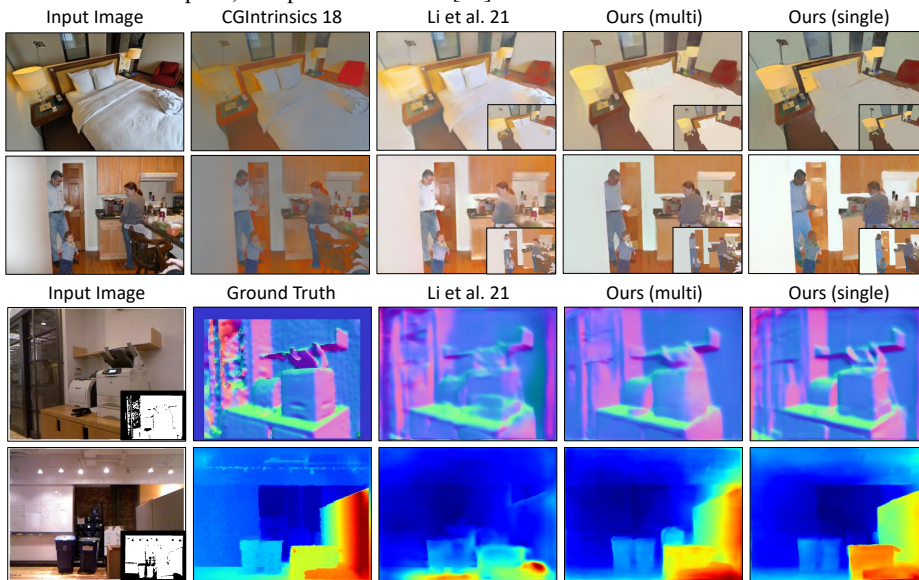 Input Image CGIntrinsics 18 Li et al. 21 Ours (multi) Ours (single)
Input Image Ground Truth Li et al. 21 Ours (multi) Ours (single)